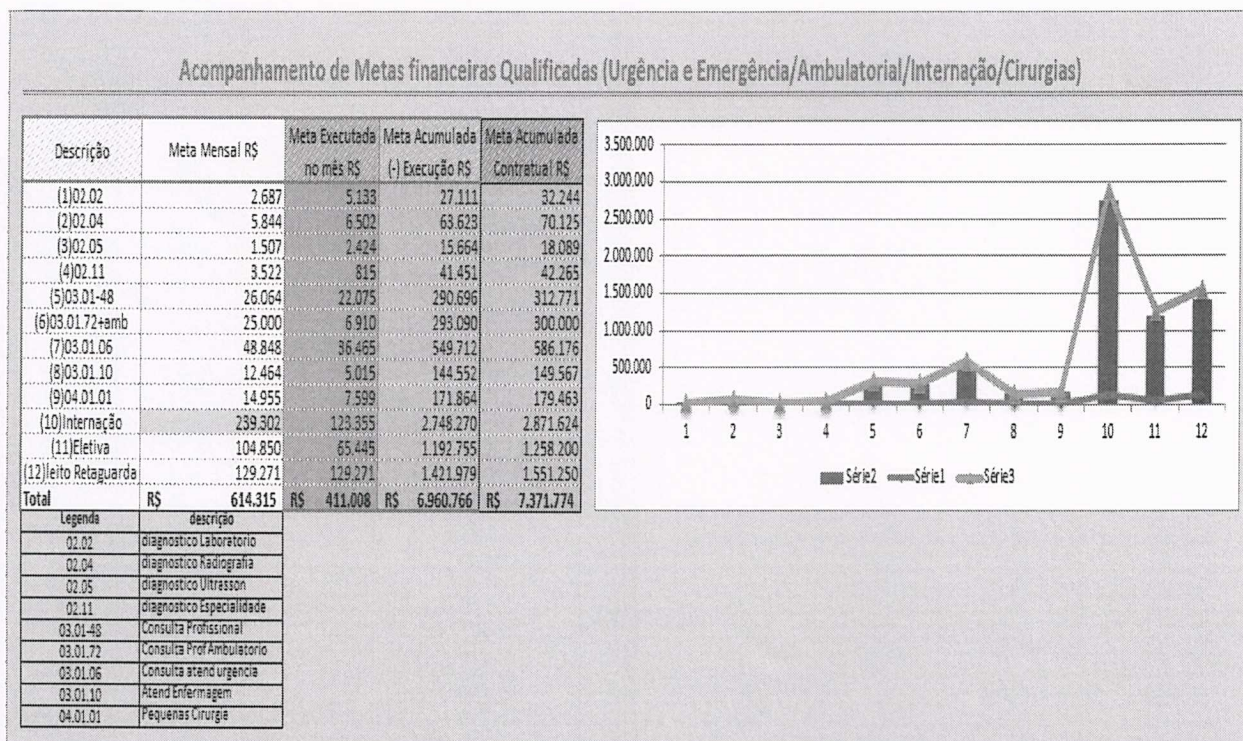 Acompanhamento de Metas financeiras Qualificadas (Urgência e Emergência/Ambulatorial/Internação/Cirurgias)
Descrição Meta Mensal R$ Meta Executada no mês R$ Meta Acumulada (-) Execução R$ Meta Acumulada Contratual R$
(1)02.02 2.687 5.133 27.111 32.244
(2)02.04 5.844 6.502 63.623 70.125
(3)02.05 1.507 2.424 15.664 18.089
(4)02.11 3.522 815 41.451 42.265
(5)03.01-48 26.064 22.075 290.696 312.771
(6)03.01.72+amb 25.000 6.910 293.090 300.000
(7)03.01.06 48.848 36.465 549.712 586.176
(8)03.01.10 12.464 5.015 144.552 149.567
(9)04.01.01 14.955 7.599 171.864 179.463
(10)Internação 239.302 123.355 2.748.270 2.871.624
(11)Eletiva 104.850 65.445 1.192.755 1.258.200
(12)leito Retaguarda 129.271 129.271 1.421.979 1.551.250
Total R$ 614.315 R$ 411.008 R$ 6.960.766 R$ 7.371.774
Legenda descrição
02.02 diagnostico Laboratorio
02.04 diagnostico Radiografia
02.05 diagnostico Ultrasson
02.11 diagnostico Especialidade
03.01-48 Consulta Profissional
03.01.72 Consulta Prof Ambulatorio
03.01.06 Consulta atend urgencia
03.01.10 Atend Enfermagem
04.01.01 Pequenas Cirurgia
3.500.000
3.000.000
2.500.000
2.000.000
1.500.000
1.000.000
500.000
0
1 2 3 4 5 6 7 8 9 10 11 12
Série2 Série1 Série3